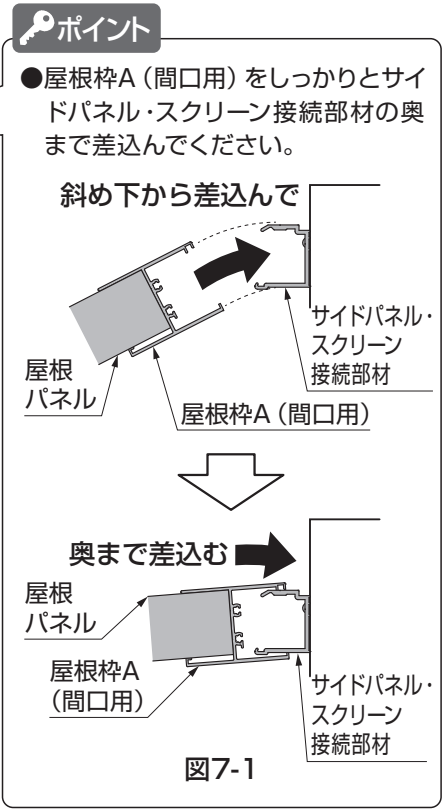 ポイント
●屋根枠A(間口用)をしっかりとサイ
ドパネル・スクリーン接続部材の奥
まで差込んでください。
斜め下から差込んで
サイドパネル・
スクリーン
接続部材
屋根
パネル
屋根枠A(間口用)
奥まで差込む
屋根
パネル
屋根枠A
(間口用)
サイドパネル・
スクリーン
接続部材
図7-1